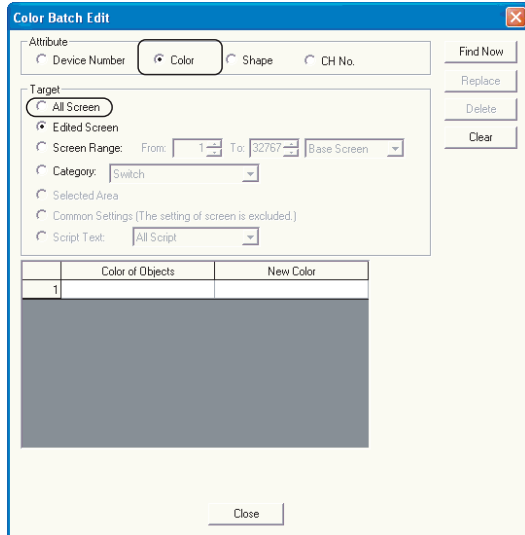 Color Batch Edit
Attribute
Device Number Color Shape CH No.
Find Now
Replace
Delete
Clear
Target
All Screen
Edited Screen
Screen Range: From: 1 To: 32767 Base Screen
Category: Switch
Selected Area
Common Settings (The setting of screen is excluded.)
Script Text: All Script
Color of Objects New Color
1
Close